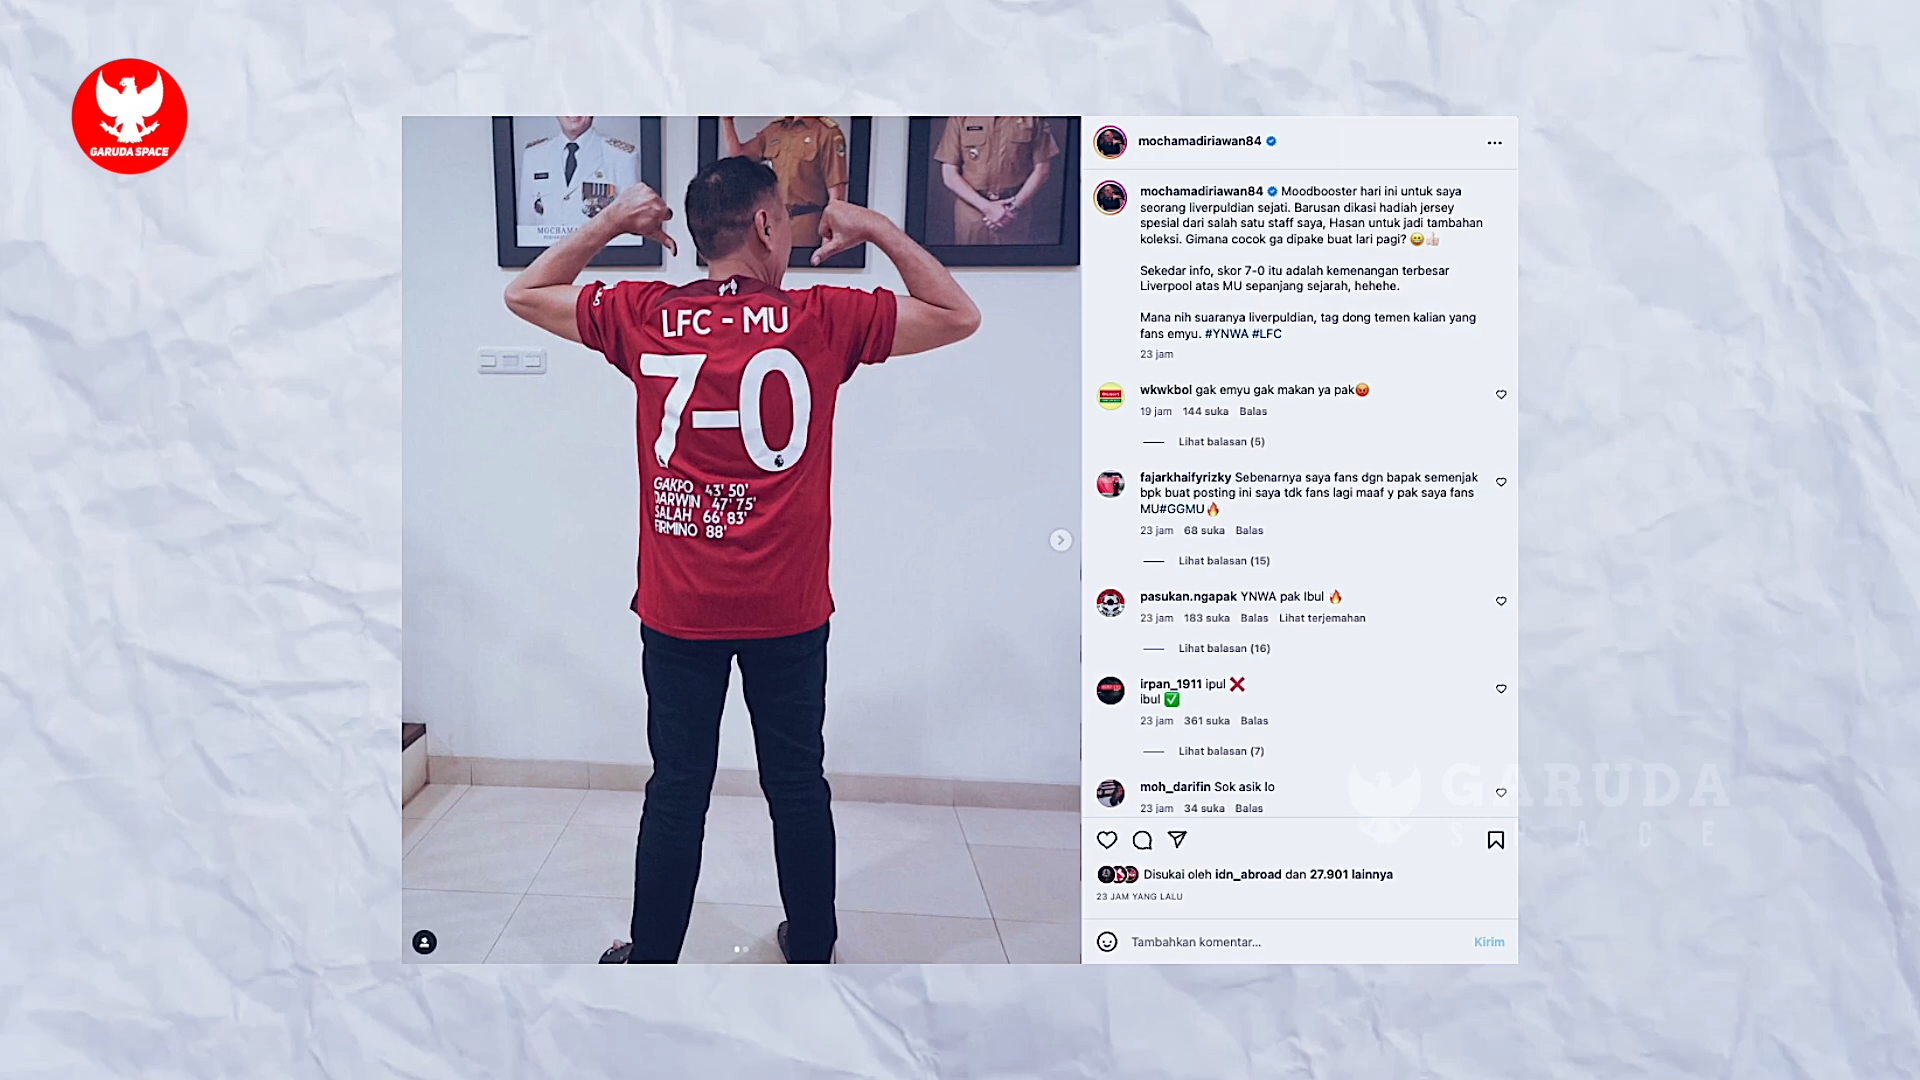 GARUDA SPACE
MOCHAMA
LFC - MU
7-0
GAKPO 43' 50'
DARWIN 47' 75'
SALAH 66' 83'
FIRMINO 88'
mochamadiriawan84
mochamadiriawan84 Moodbooster hari ini untuk saya
seorang liverpuldian sejati. Barusan dikasi hadiah jersey
spesial dari salah satu staff saya, Hasan untuk jadi tambahan
koleksi. Gimana cocok ga dipake buat lari pagi? 😄👍🏻
Sekedar info, skor 7-0 itu adalah kemenangan terbesar
Liverpool atas MU sepanjang sejarah, hehehe.
Mana nih suaranya liverpuldian, tag dong temen kalian yang
fans emyu. #YNWA #LFC
23 jam
wkwkbol gak emyu gak makan ya pak😡
19 jam 144 suka Balas
Lihat balasan (5)
fajarkhaifyrizky Sebenarnya saya fans dgn bapak semenjak
bpk buat posting ini saya tdk fans lagi maaf y pak saya fans
MU#GGMU🔥
23 jam 68 suka Balas
Lihat balasan (15)
pasukan.ngapak YNWA pak Ibul 🔥
23 jam 183 suka Balas Lihat terjemahan
Lihat balasan (16)
irpan_1911 ipul ❌
ibul ✅
23 jam 361 suka Balas
Lihat balasan (7)
moh_darifin Sok asik lo
23 jam 34 suka Balas
GARUDA
SPACE
Disukai oleh idn_abroad dan 27.901 lainnya
23 JAM YANG LALU
Tambahkan komentar...
Kirim